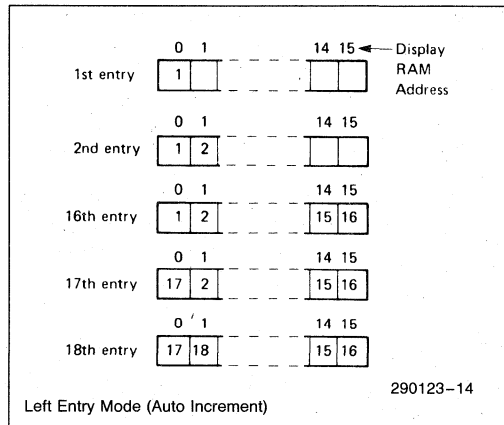 0 1 14 15 Display
1st entry 1 RAM
Address
0 1 14 15
2nd entry 1 2
0 1 14 15
16th entry 1 2 15 16
0 1 14 15
17th entry 17 2 15 16
0 1 14 15
18th entry 17 18 15 16
290123-14
Left Entry Mode (Auto Increment)